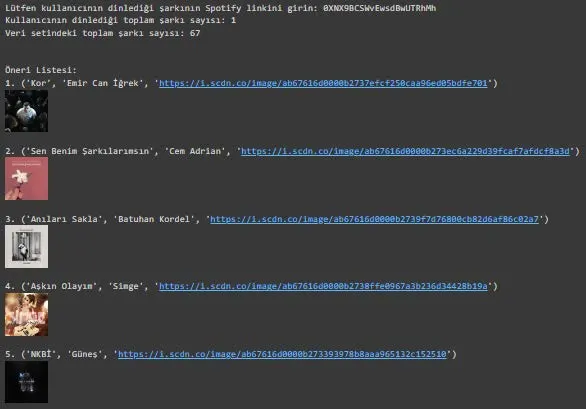 Lütfen kullanıcının dinlediği şarkının Spotify linkini girin: 0XNX9BCSWvEwsdBwUTRhMh
Kullanıcının dinlediği toplam şarkı sayısı: 1
Veri setindeki toplam şarkı sayısı: 67
Öneri Listesi:
1. ('Kor', 'Emir Can İğrek', 'https://i.scdn.co/image/ab67616d0000b2737efcf250caa96ed05bdfe701')
2. ('Sen Benim Şarkılarımsın', 'Cem Adrian', 'https://i.scdn.co/image/ab67616d0000b273ec6a229d39fcaf7afdcf8a3d')
3. ('Anıları Sakla', 'Batuhan Kordel', 'https://i.scdn.co/image/ab67616d0000b2739f7d76800cb82d6af86c02a7')
4. ('Aşkın Olayım', 'Simge', 'https://i.scdn.co/image/ab67616d0000b2738ffe0967a3b236d34428b19a')
5. ('NKBİ', 'Güneş', 'https://i.scdn.co/image/ab67616d0000b273393978b8aaa965132c152510')